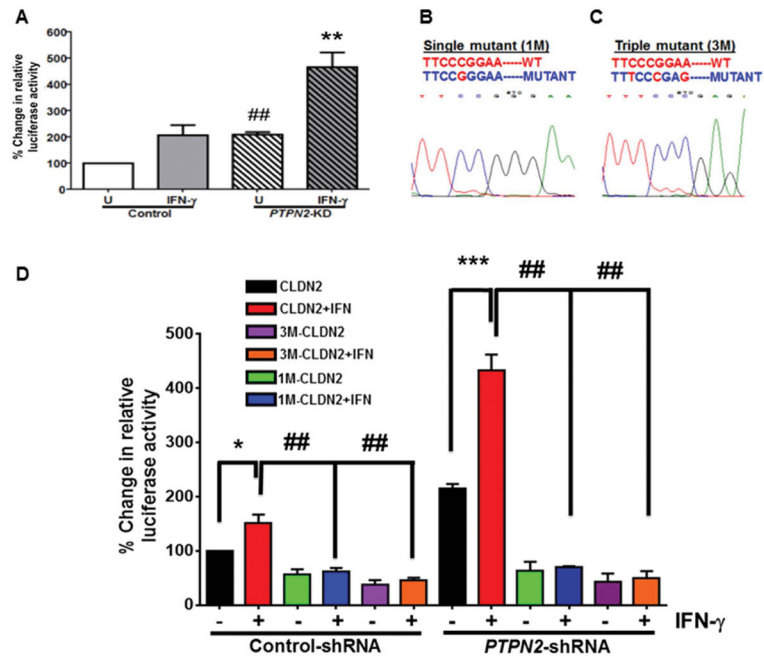 A
% Change in relative
luciferase activity
600
500
400
300
200
100
0
##
**
U
IFN-γ
U
IFN-γ
Control
PTPN2-KD
B
Single mutant (1M)
TTCCCGGAA-----WT
TTCCGGGAA-----MUTANT
C
Triple mutant (3M)
TTCCCGGAA-----WT
TTTCCCGAG-----MUTANT
D
% Change in relative
luciferase activity
500
400
300
200
100
0
CLDN2
CLDN2+IFN
3M-CLDN2
3M-CLDN2+IFN
1M-CLDN2
1M-CLDN2+IFN
*
##
##
***
##
##
- + - + - + - + - + - +
IFN-γ
Control-shRNA
PTPN2-shRNA